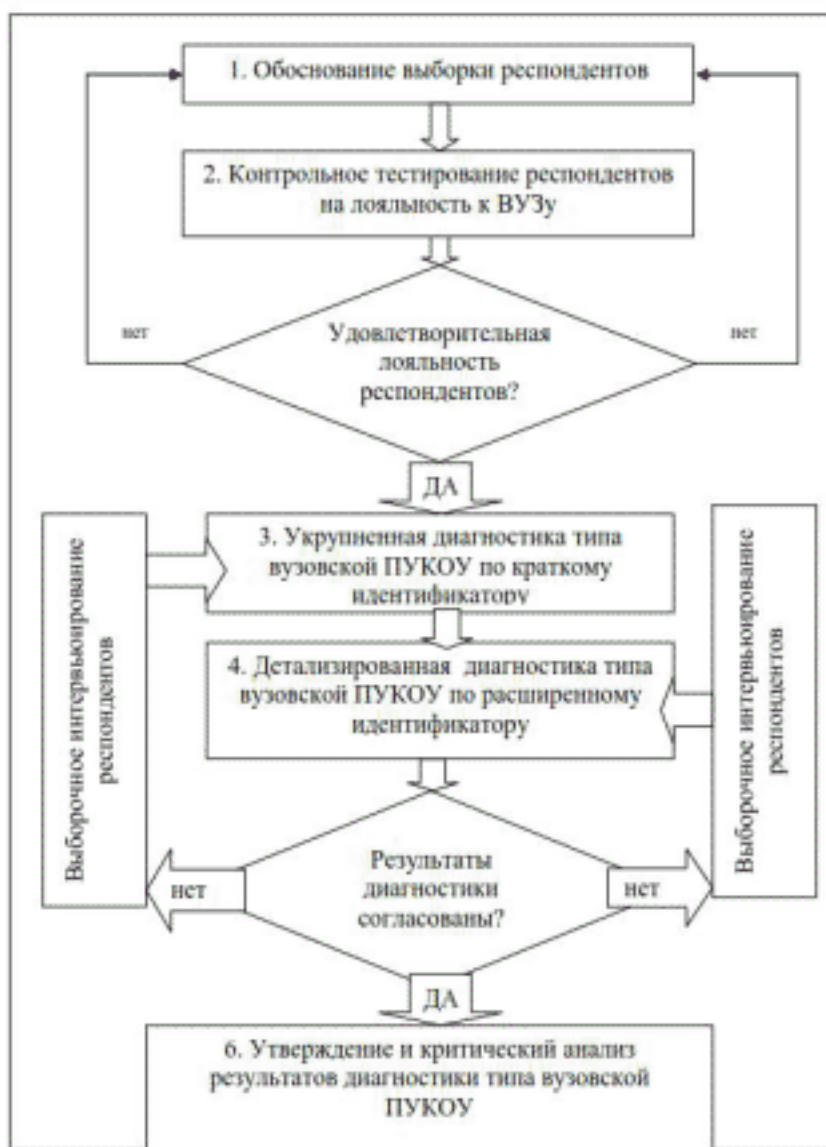 1. Обоснование выборки респондентов
2. Контрольное тестирование респондентов
на лояльность к ВУЗу
нет
Удовлетворительная
лояльность
респондентов?
нет
ДА
3. Укрупненная диагностика типа
вузовской ПУКОУ по краткому
идентификатору
4. Детализированная диагностика типа
вузовской ПУКОУ по расширенному
идентификатору
Выборочное интервьюирование
респондентов
Выборочное интервьюирование
респондентов
нет
Результаты
диагностики
согласованы?
нет
ДА
6. Утверждение и критический анализ
результатов диагностики типа вузовской
ПУКОУ